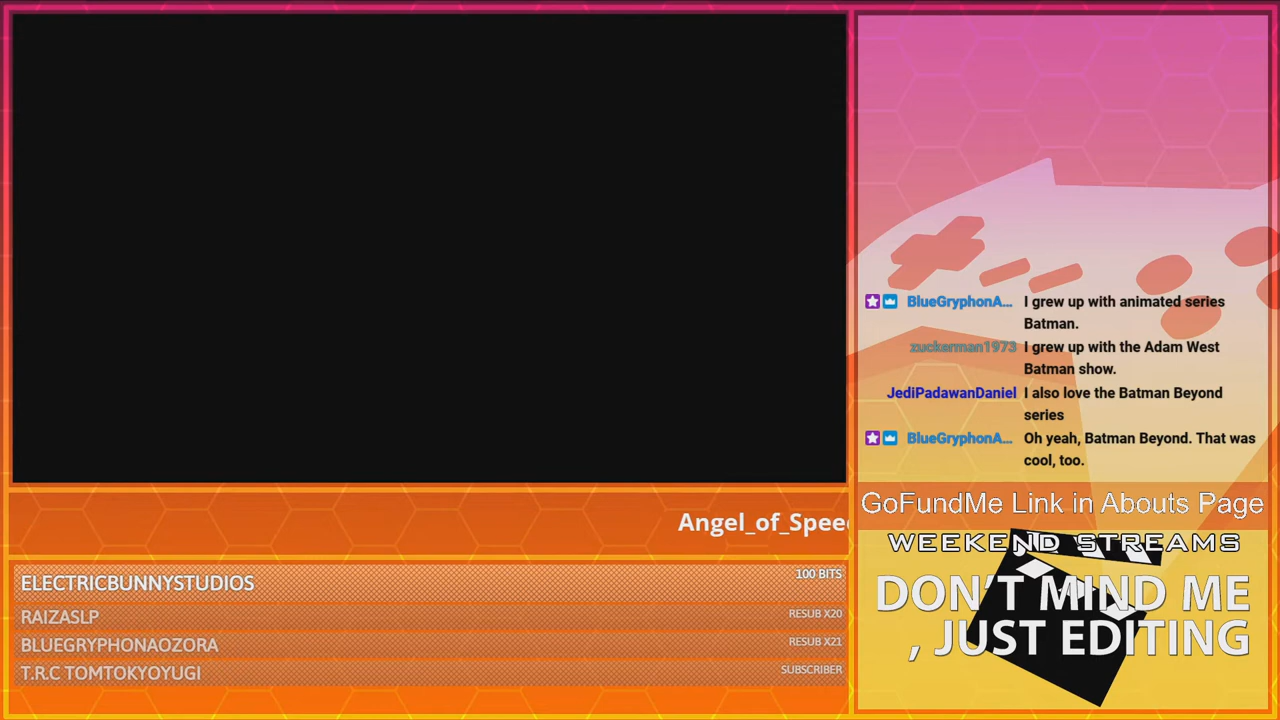 BlueGryphonA... I grew up with animated series
Batman.
zuckerman1973 I grew up with the Adam West
Batman show.
JediPadawanDaniel I also love the Batman Beyond
series
BlueGryphonA... Oh yeah, Batman Beyond. That was
cool, too.
GoFundMe Link in Abouts Page
WEEKEND STREAMS
DON'T MIND ME
, JUST EDITING
Angel_of_Speed
ELECTRICBUNNYSTUDIOS 100 BITS
RAIZASLP RESUB X20
BLUEGRYPHONAOZORA RESUB X21
T.R.C TOMTOKYOYUGI SUBSCRIBER